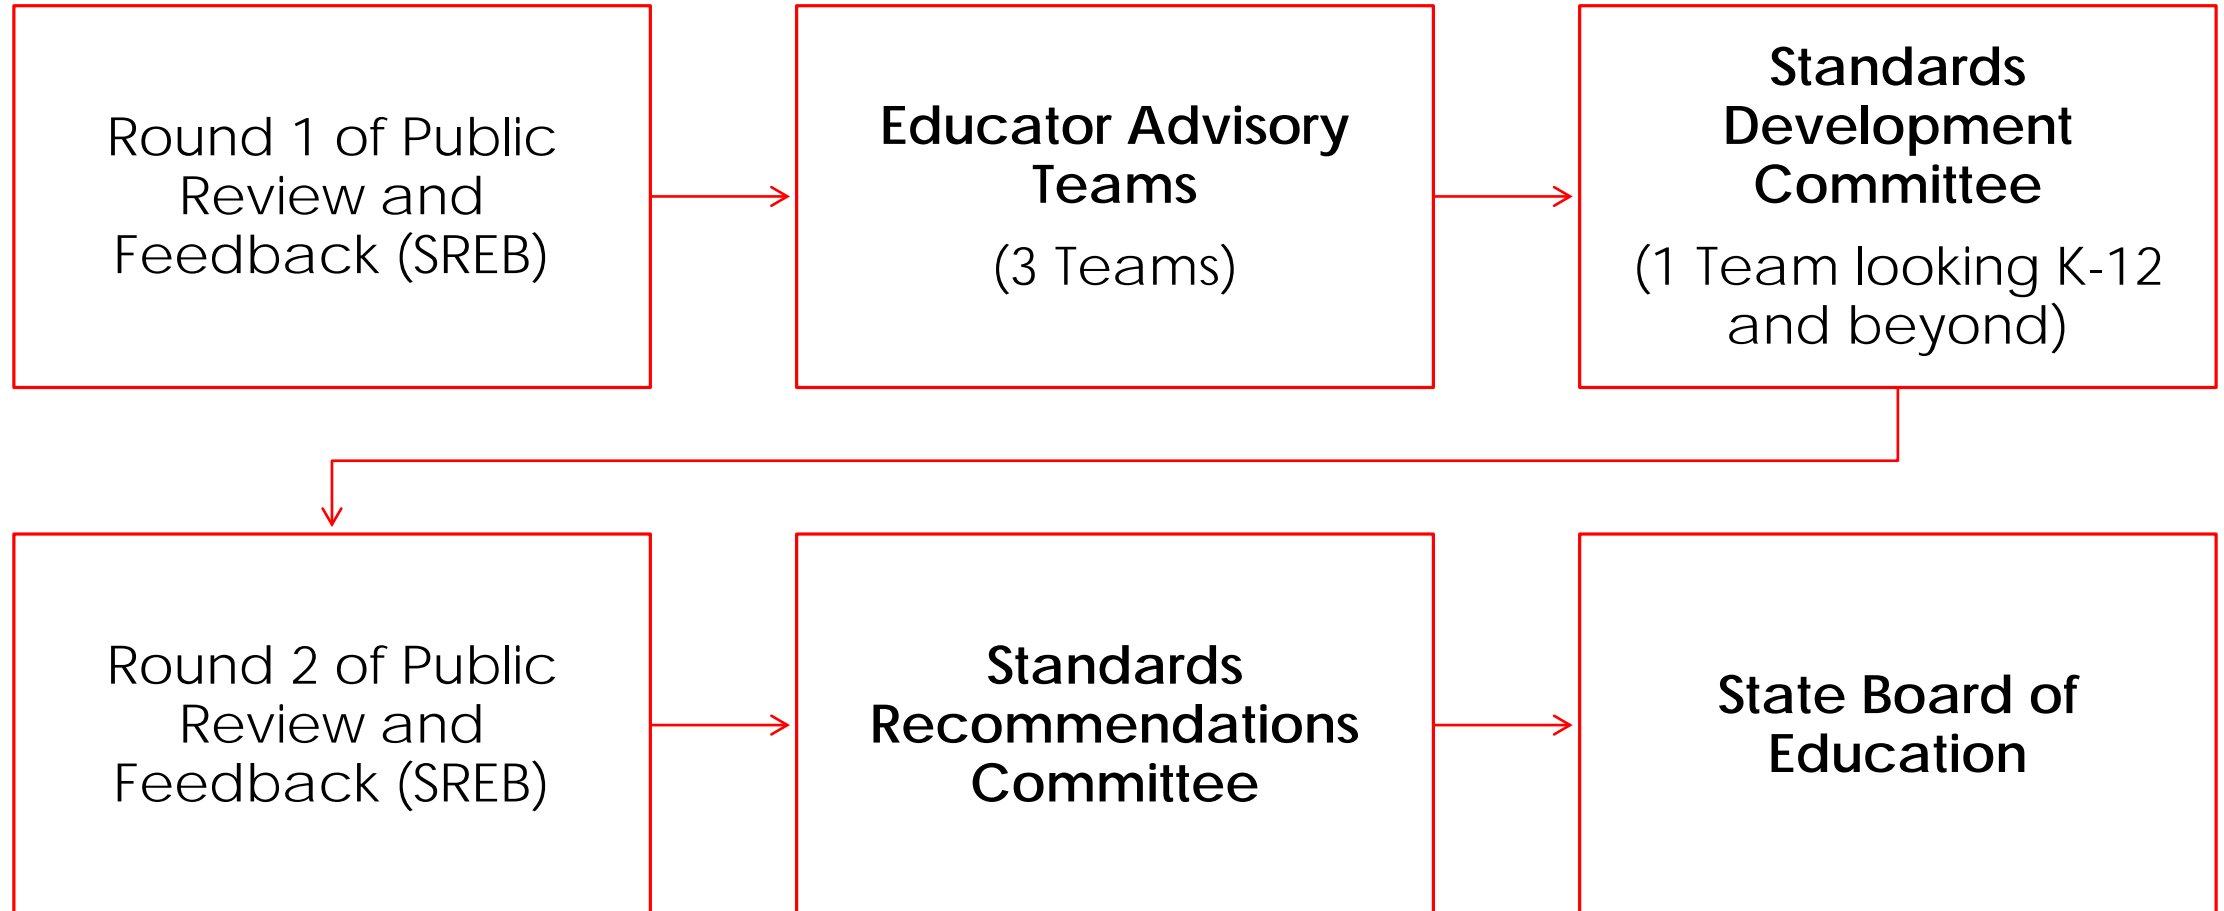 Round 1 of Public
Review and
Feedback (SREB)
Educator Advisory
Teams
(3 Teams)
Standards
Development
Committee
(1 Team looking K-12
and beyond)
Round 2 of Public
Review and
Feedback (SREB)
Standards
Recommendations
Committee
State Board of
Education